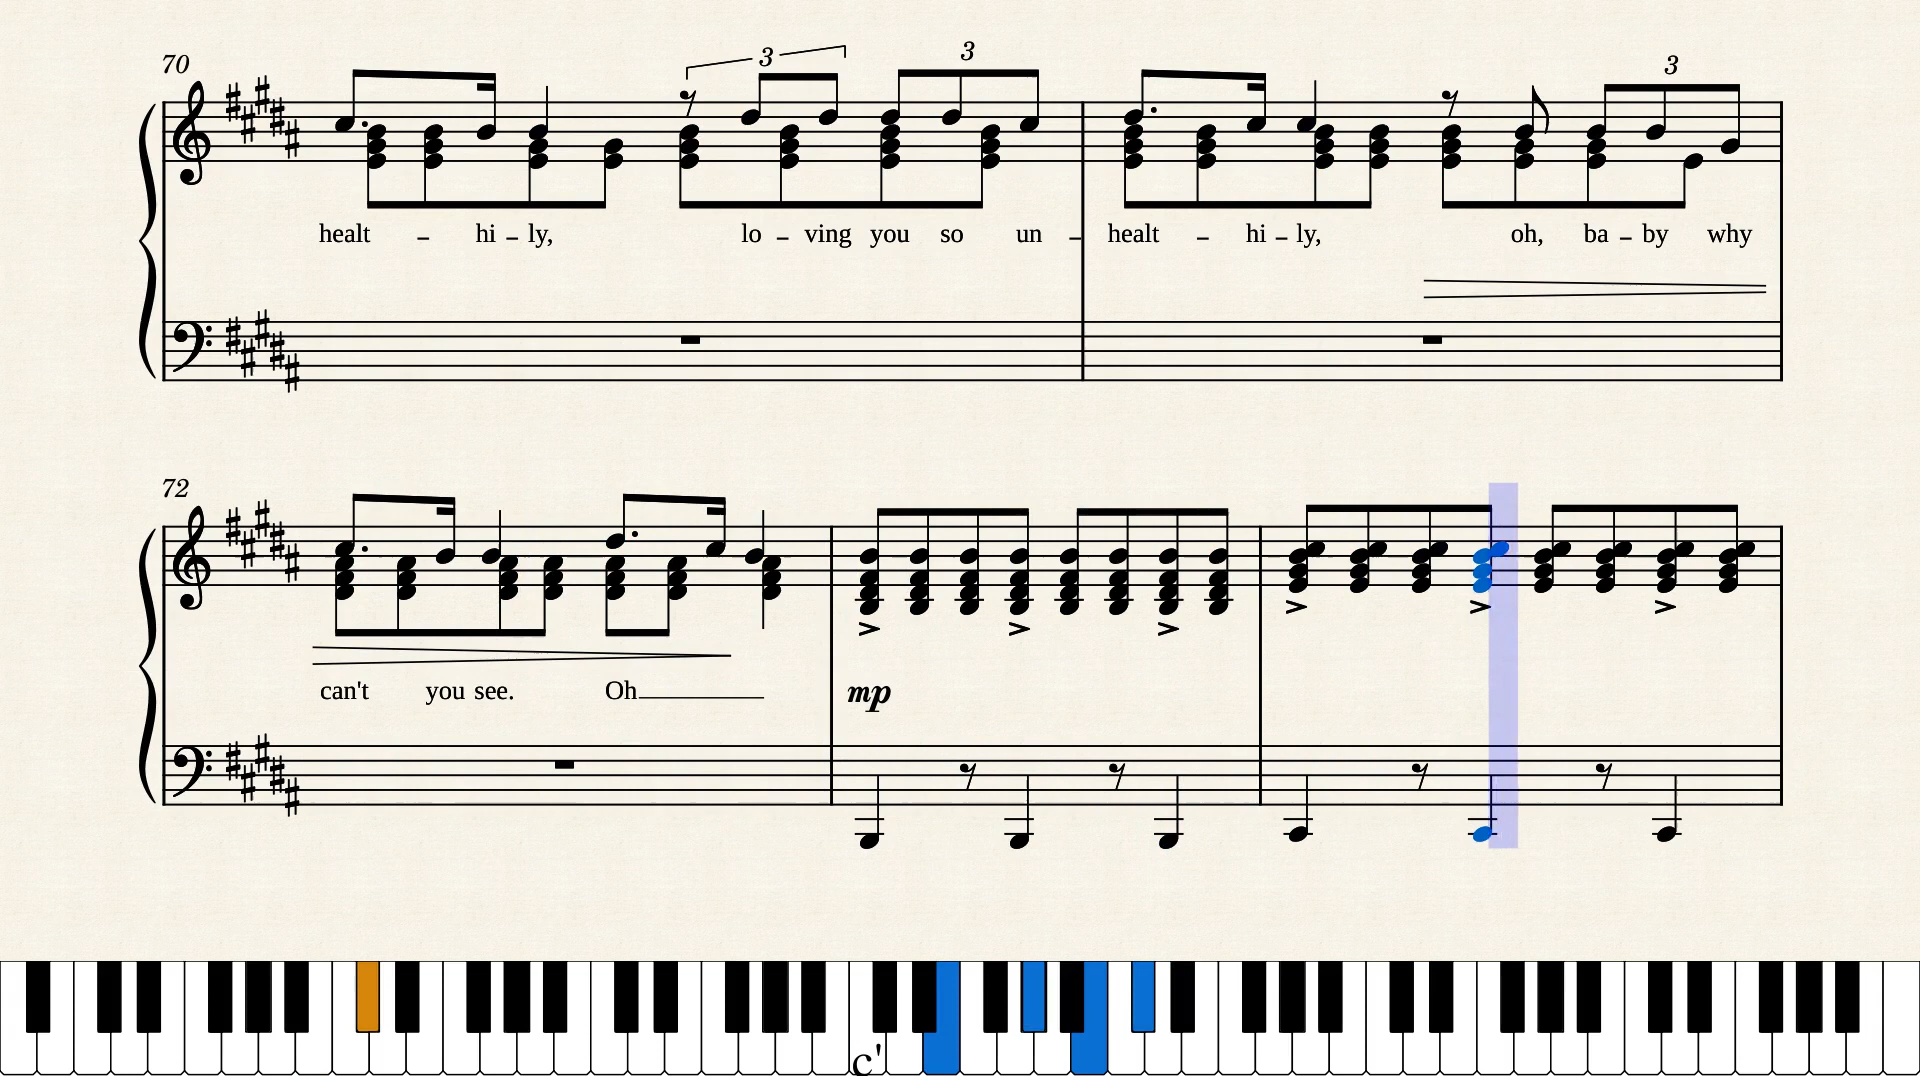 70
3
3
3
healt – hi – ly, lo – ving you so un – healt – hi – ly, oh, ba – by why
72
can't you see. Oh
mp
c'